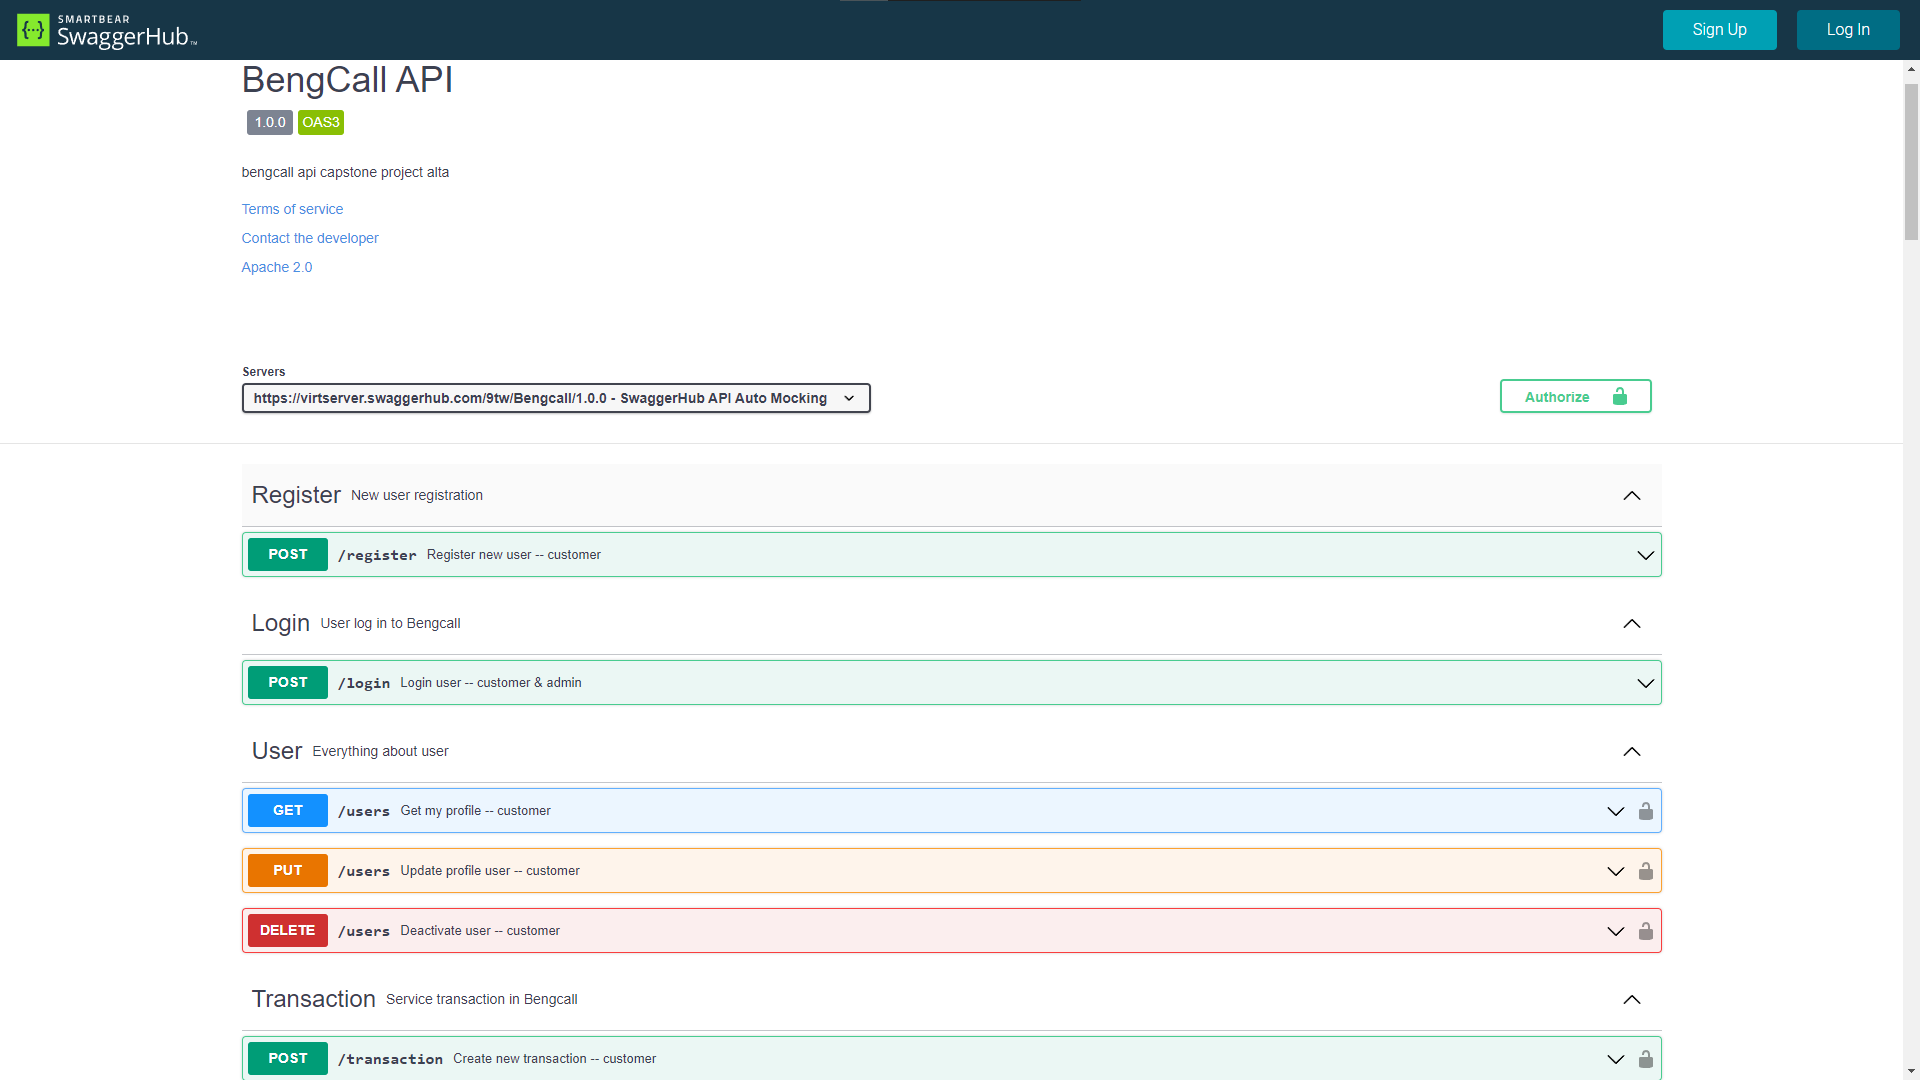 SMARTBEAR
SwaggerHub™
Sign Up
Log In
BengCall API
1.0.0 OAS3
bengcall api capstone project alta
Terms of service
Contact the developer
Apache 2.0
Servers
https://virtserver.swaggerhub.com/9tw/Bengcall/1.0.0 - SwaggerHub API Auto Mocking
Authorize
Register New user registration
POST /register Register new user -- customer
Login User log in to Bengcall
POST /login Login user -- customer & admin
User Everything about user
GET /users Get my profile -- customer
PUT /users Update profile user -- customer
DELETE /users Deactivate user -- customer
Transaction Service transaction in Bengcall
POST /transaction Create new transaction -- customer